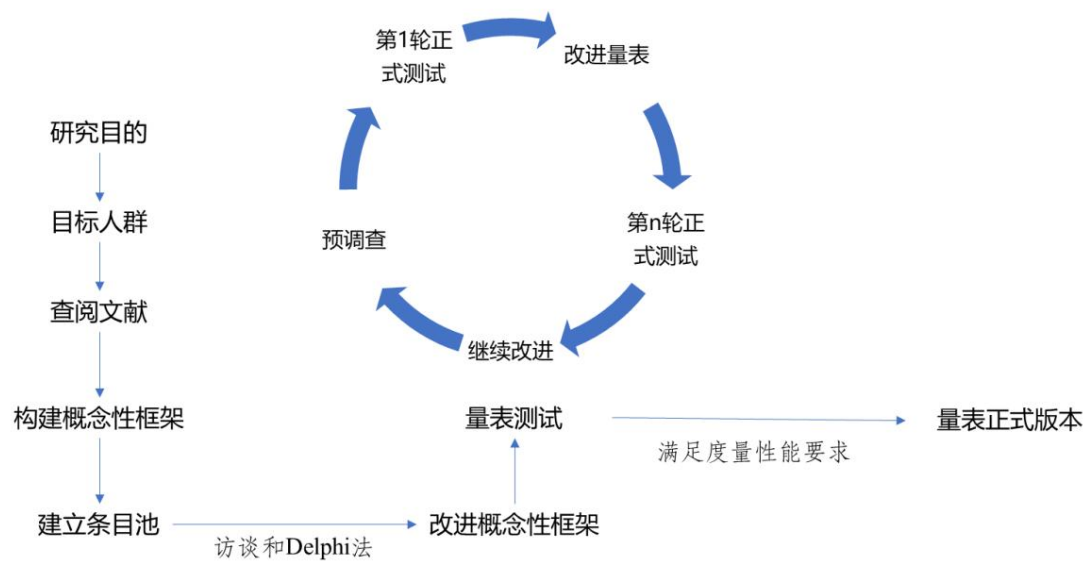 第1轮正
式测试
改进量表
研究目的
目标人群
第n轮正
式测试
预调查
查阅文献
继续改进
构建概念性框架
量表测试
量表正式版本
满足度量性能要求
建立条目池
改进概念性框架
访谈和Delphi法